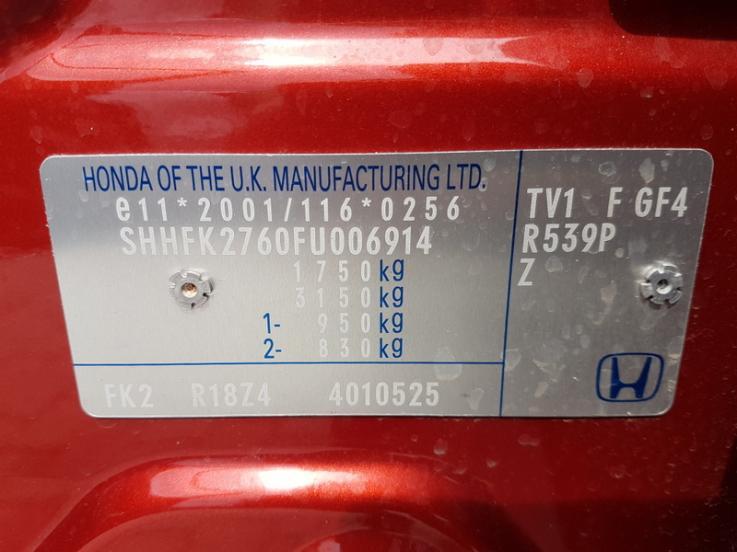 HONDA OF THE U.K. MANUFACTURING LTD.
e11*2001/116*0256
SHHFK2760FU006914
1750kg
3150kg
1- 950kg
2- 830kg
FK2 R18Z4 4010525
TV1 F GF4
R539P
Z